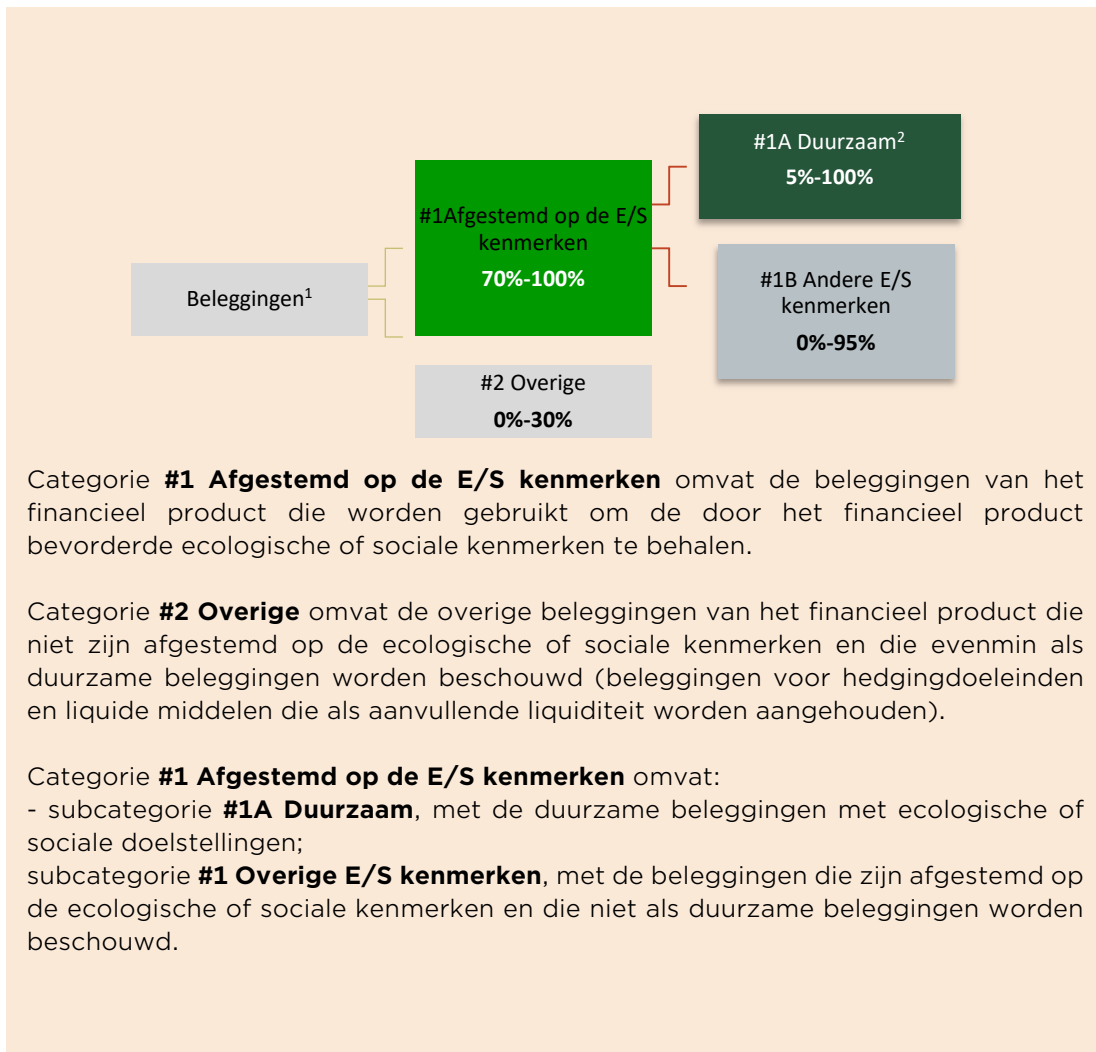 #1A Duurzaam²
5%-100%
#1Afgestemd op de E/S
kenmerken
70%-100%
Beleggingen¹
#1B Andere E/S
kenmerken
0%-95%
#2 Overige
0%-30%
Categorie #1 Afgestemd op de E/S kenmerken omvat de beleggingen van het
financieel product die worden gebruikt om de door het financieel product
bevorderde ecologische of sociale kenmerken te behalen.
Categorie #2 Overige omvat de overige beleggingen van het financieel product die
niet zijn afgestemd op de ecologische of sociale kenmerken en die evenmin als
duurzame beleggingen worden beschouwd (beleggingen voor hedgingdoeleinden
en liquide middelen die als aanvullende liquiditeit worden aangehouden).
Categorie #1 Afgestemd op de E/S kenmerken omvat:
- subcategorie #1A Duurzaam, met de duurzame beleggingen met ecologische of
sociale doelstellingen;
subcategorie #1 Overige E/S kenmerken, met de beleggingen die zijn afgestemd op
de ecologische of sociale kenmerken en die niet als duurzame beleggingen worden
beschouwd.